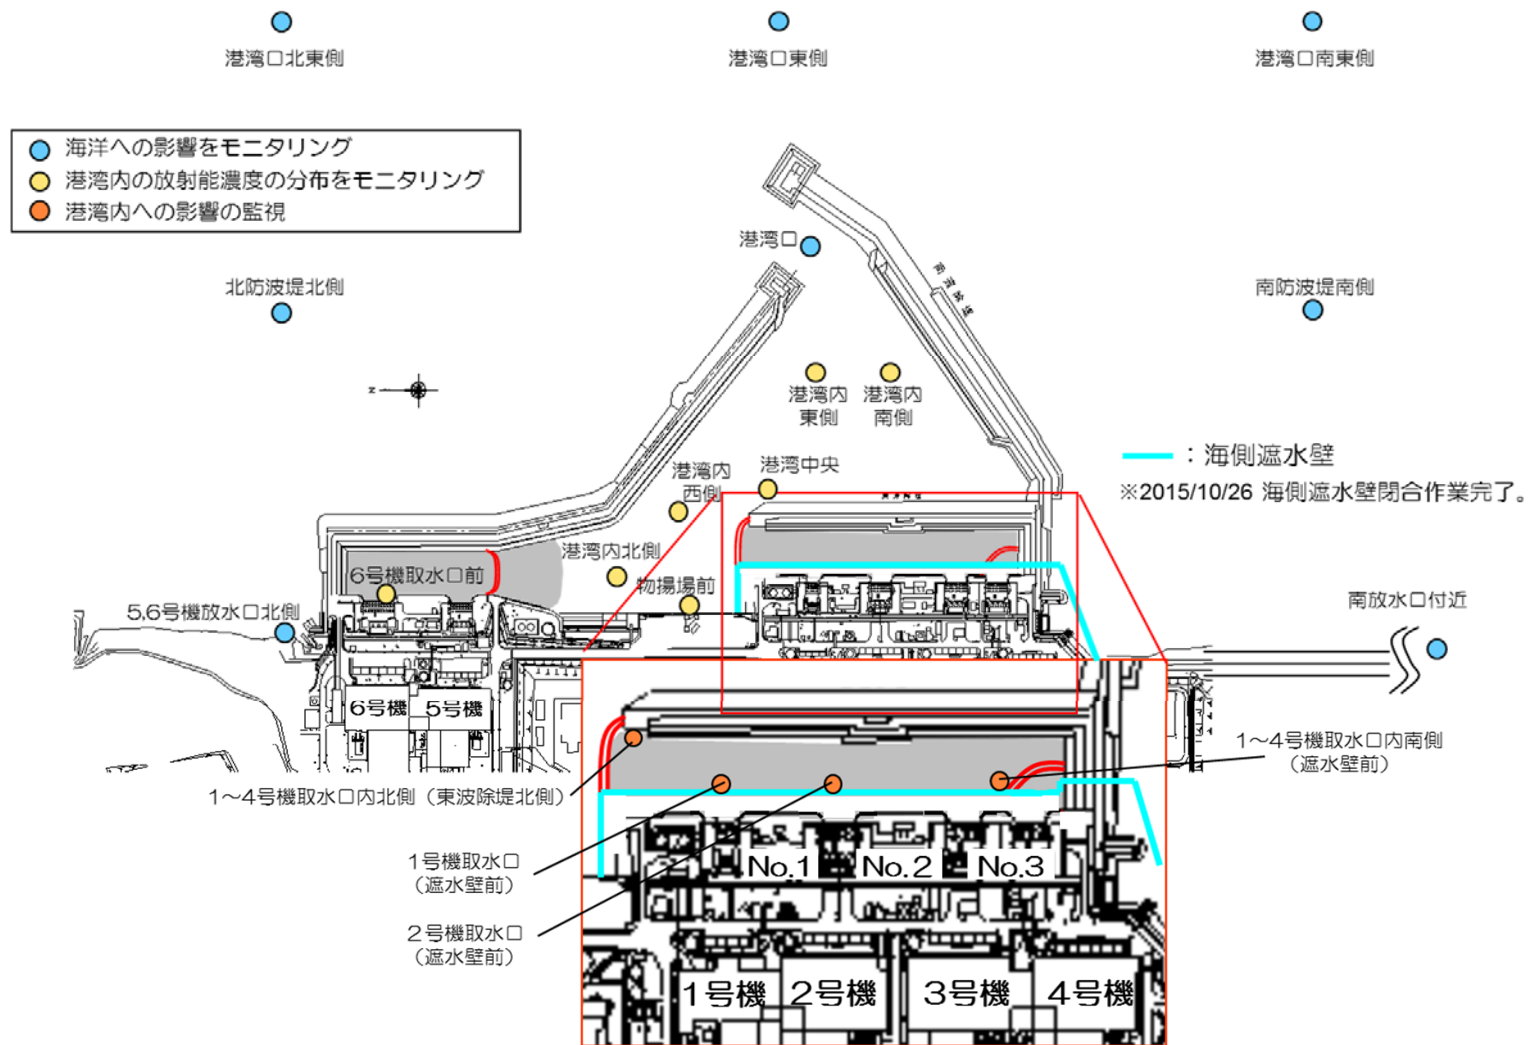 港湾口北東側
港湾口東側
港湾口南東側
海洋への影響をモニタリング
港湾内の放射能濃度の分布をモニタリング
港湾内への影響の監視
港湾口
北防波堤北側
南防波堤南側
N
港湾内
東側
港湾内
南側
港湾内
西側
港湾中央
：海側遮水壁
※2015/10/26 海側遮水壁閉合作業完了。
港湾内北側
6号機取水口前
物揚場前
5,6号機放水口北側
南放水口付近
6号機
5号機
1～4号機取水口内南側
（遮水壁前）
1～4号機取水口内北側（東波除堤北側）
1号機取水口
（遮水壁前）
No.1
No.2
No.3
2号機取水口
（遮水壁前）
1号機
2号機
3号機
4号機